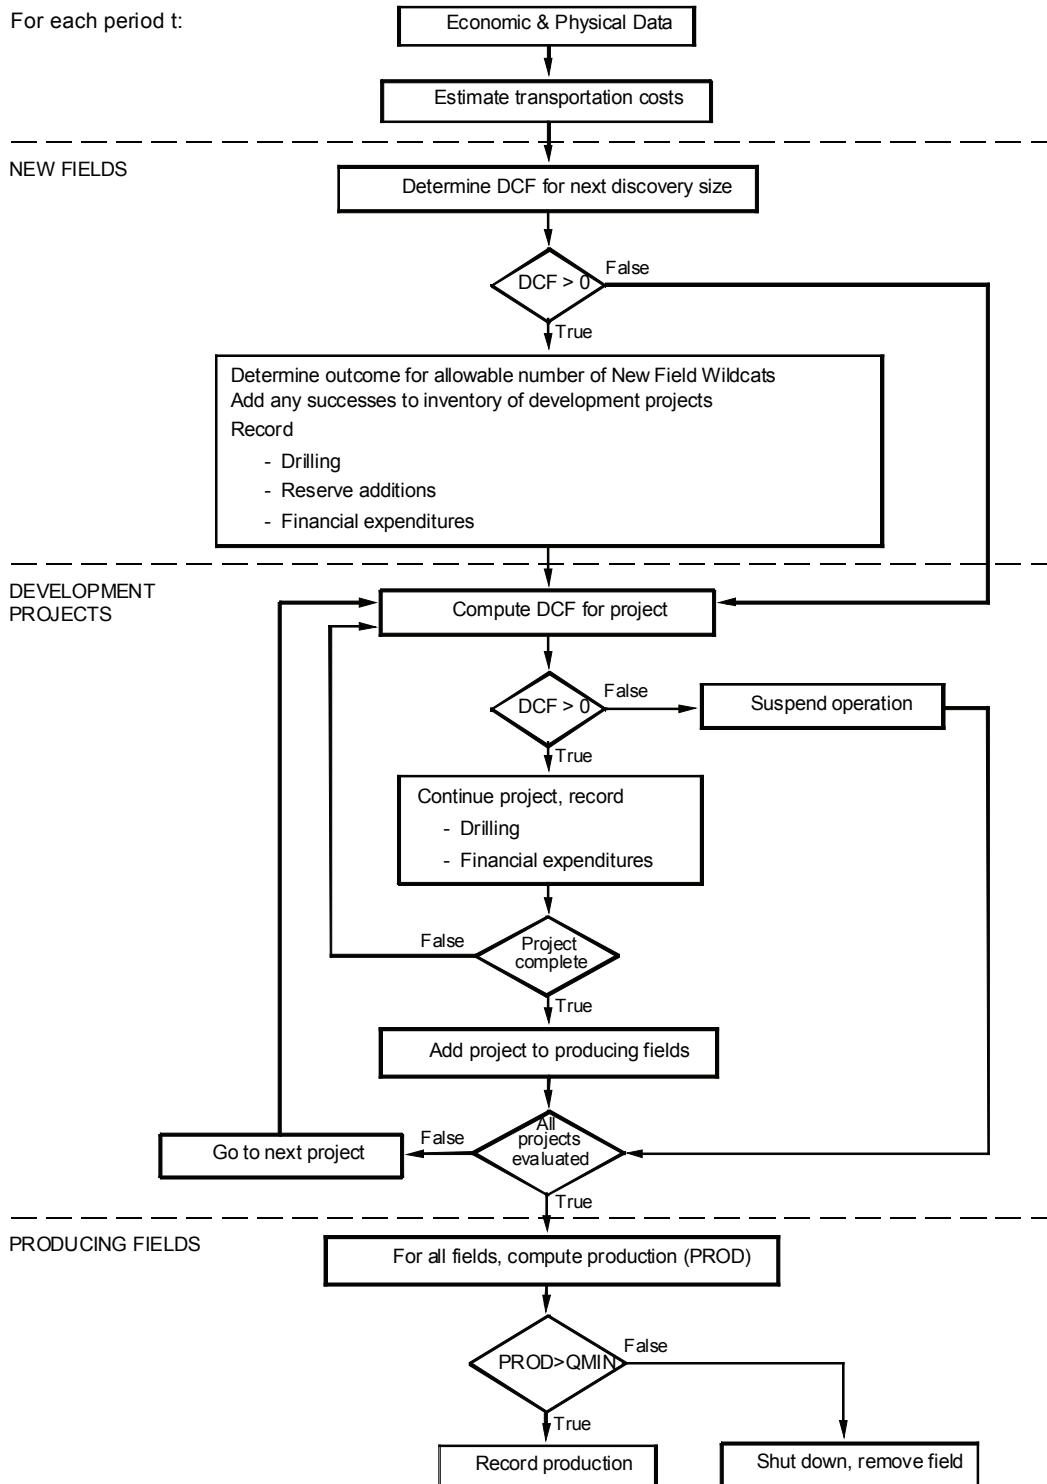 For each period t:
Economic & Physical Data
Estimate transportation costs
NEW FIELDS
Determine DCF for next discovery size
DCF > 0
False
True
Determine outcome for allowable number of New Field Wildcats
Add any successes to inventory of development projects
Record
- Drilling
- Reserve additions
- Financial expenditures
DEVELOPMENT
PROJECTS
Compute DCF for project
DCF > 0
False
Suspend operation
True
Continue project, record
- Drilling
- Financial expenditures
False
Project
complete
True
Add project to producing fields
Go to next project
False
All
projects
evaluated
True
PRODUCING FIELDS
For all fields, compute production (PROD)
PROD>QMIN
False
True
Record production
Shut down, remove field